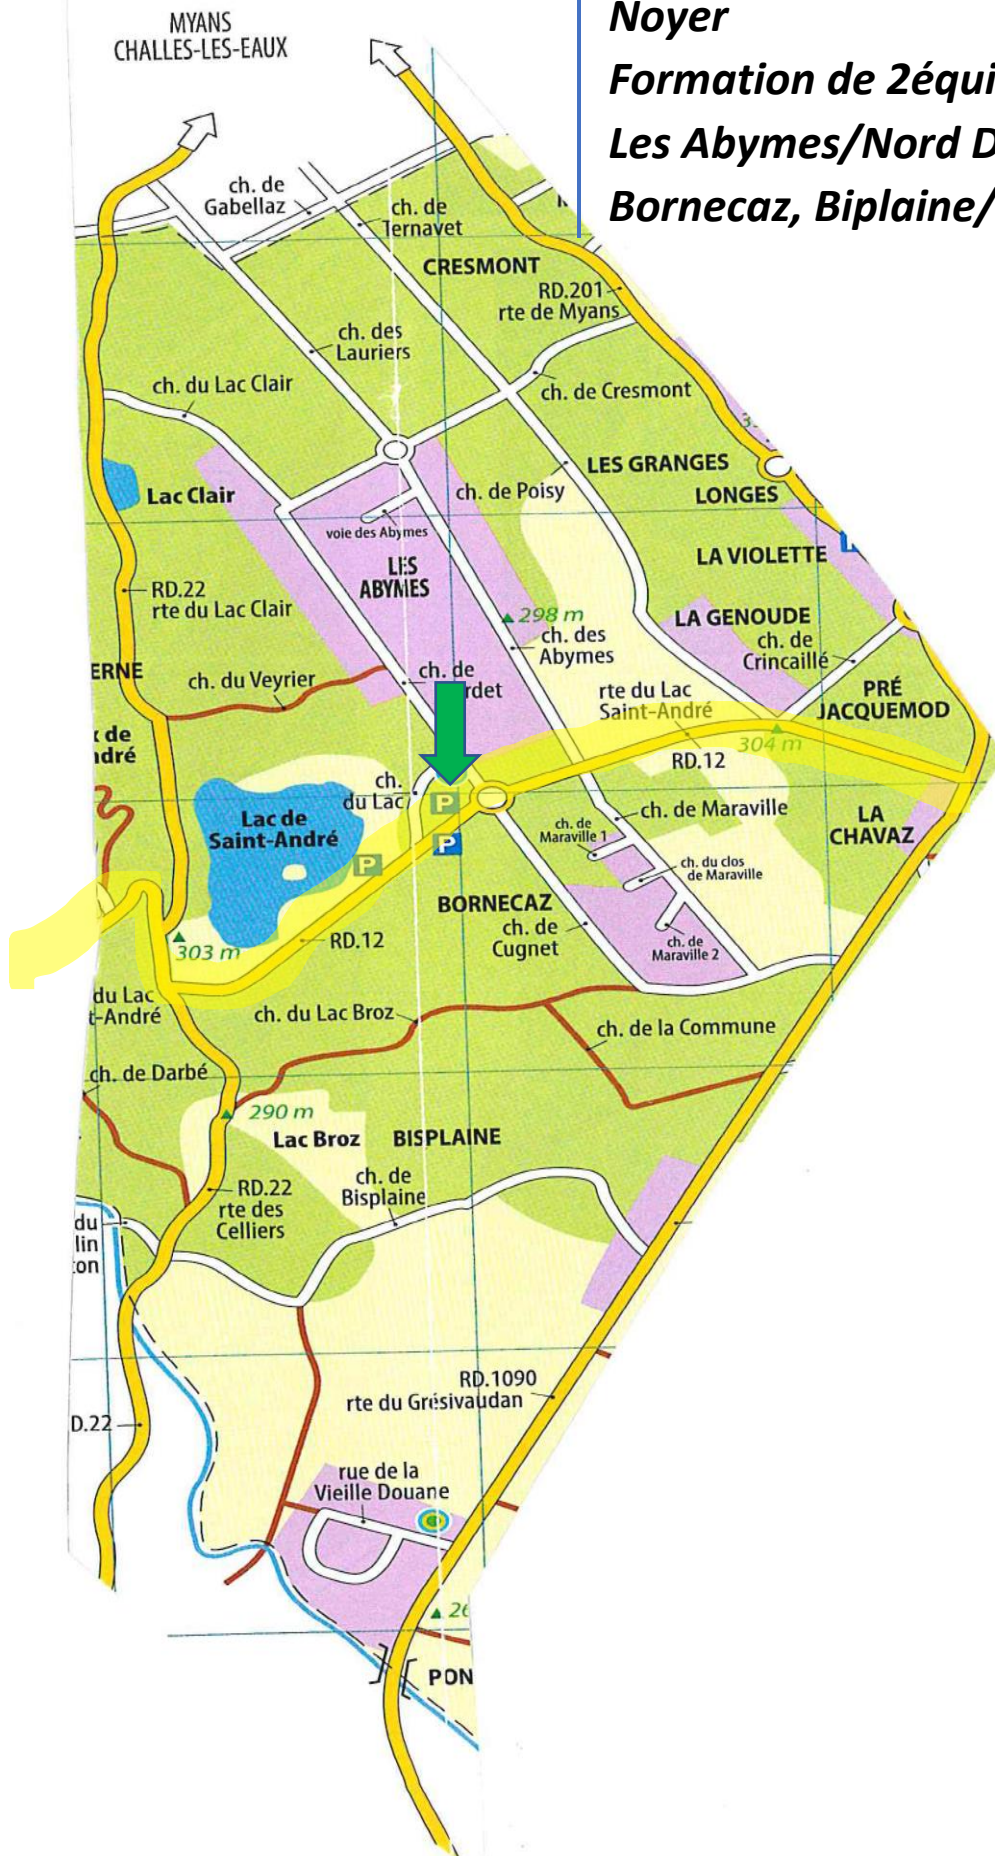 Noyer
Formation de 2équi
Les Abymes/Nord D
Bornecaz, Biplaine/
MYANS
CHALLES-LES-EAUX
ch. de
Gabellaz
ch. de
Ternavet
CRESMONT
RD.201
rte de Myans
ch. des
Lauriers
ch. du Lac Clair
ch. de Cresmont
LES GRANGES
LONGES
Lac Clair
ch. de Poisy
voie des Abymes
LA VIOLETTE
LES
ABYMES
RD.22
rte du Lac Clair
298 m
ch. des
Abymes
LA GENOUDE
ch. de
Crincaillé
ERNE
ch. du Veyrier
ch. de
rdet
rte du Lac
Saint-André
PRÉ
JACQUEMOD
x de
ndré
304 m
RD.12
ch.
du Lac
P
P
P
Lac de
Saint-André
ch. de Maraville
LA
CHAVAZ
ch. de
Maraville 1
ch. du clos
de Maraville
BORNECAZ
ch. de
Cugnet
ch. de
Maraville 2
303 m
RD.12
du Lac
t-André
ch. du Lac Broz
ch. de la Commune
ch. de Darbé
290 m
Lac Broz
BISPLAINE
ch. de
Bisplaine
RD.22
rte des
Celliers
du
lin
ton
RD.1090
rte du Grésivaudan
D.22
rue de la
Vieille Douane
26
PON